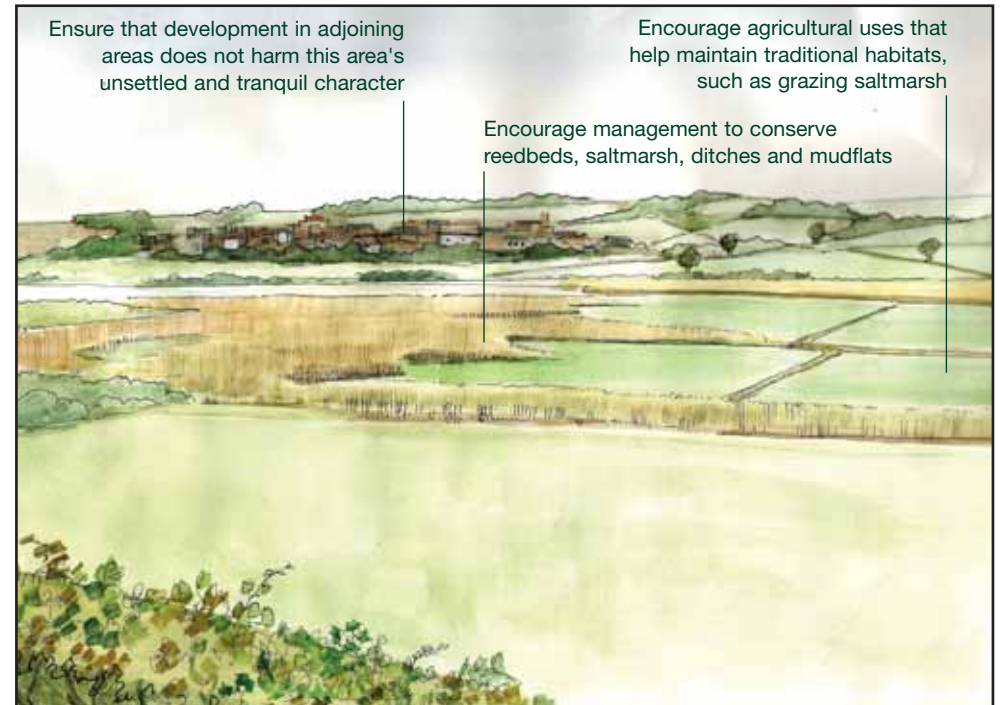 Ensure that development in adjoining
areas does not harm this area's
unsettled and tranquil character
Encourage agricultural uses that
help maintain traditional habitats,
such as grazing saltmarsh
Encourage management to conserve
reedbeds, saltmarsh, ditches and mudflats